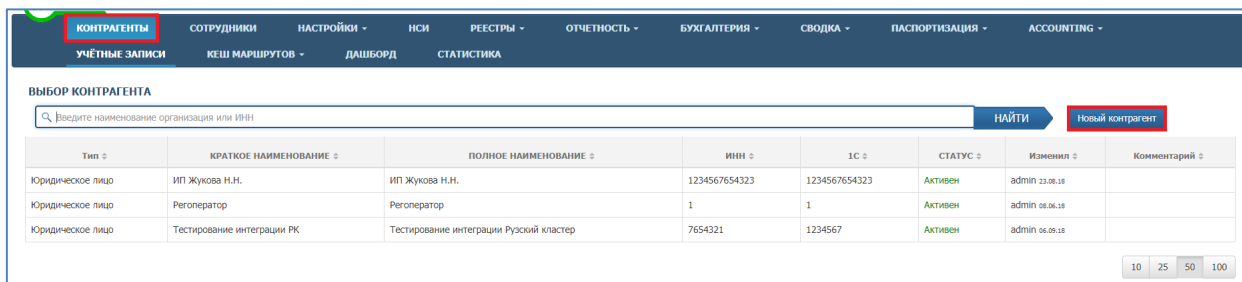 КОНТРАГЕНТЫ СОТРУДНИКИ НАСТРОЙКИ НСИ РЕЕСТРЫ ОТЧЕТНОСТЬ БУХГАЛТЕРИЯ СВОДКА ПАСПОРТИЗАЦИЯ ACCOUNTING
УЧЁТНЫЕ ЗАПИСИ КЕШ МАРШРУТОВ ДАШБОРД СТАТИСТИКА
ВЫБОР КОНТРАГЕНТА
Введите наименование организация или ИНН НАЙТИ Новый контрагент
Тип КРАТКОЕ НАИМЕНОВАНИЕ ПОЛНОЕ НАИМЕНОВАНИЕ ИНН 1С СТАТУС Изменил Комментарий
Юридическое лицо ИП Жукова Н.Н. ИП Жукова Н.Н. 1234567654323 1234567654323 Активен admin 23.08.18
Юридическое лицо Регоператор Регоператор 1 1 Активен admin 08.06.18
Юридическое лицо Тестирование интеграции РК Тестирование интеграции Рузский кластер 7654321 1234567 Активен admin 06.09.18
10 25 50 100